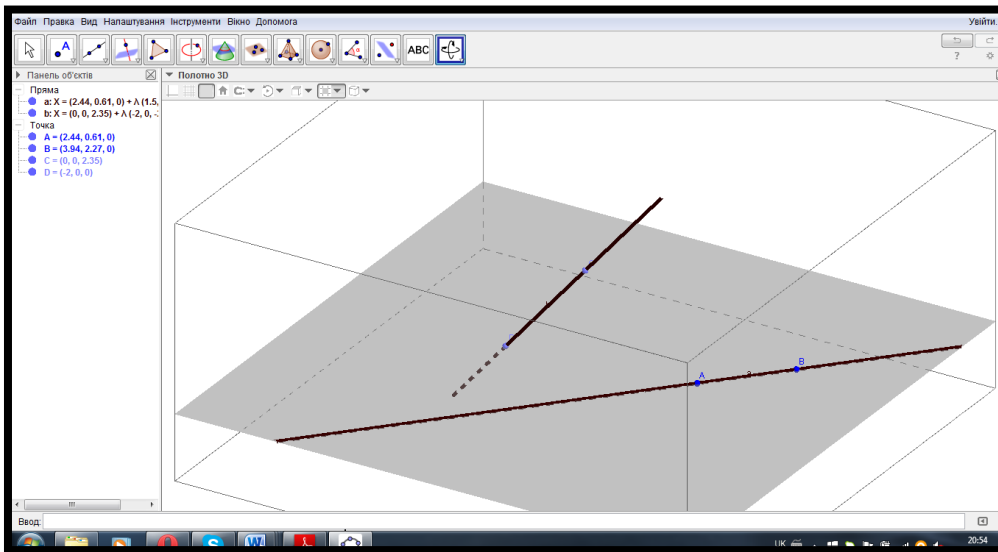 Файл Правка Вид Налаштування Інструменти Вікно Допомога
Увійти.
ABC
Панель об'єктів
Полотно 3D
Пряма
a: X = (2.44, 0.61, 0) + λ (1.5,
b: X = (0, 0, 2.35) + λ (-2, 0, -
Точка
A = (2.44, 0.61, 0)
B = (3.94, 2.27, 0)
C = (0, 0, 2.35)
D = (-2, 0, 0)
A
a
B
Ввод:
UK
20:54